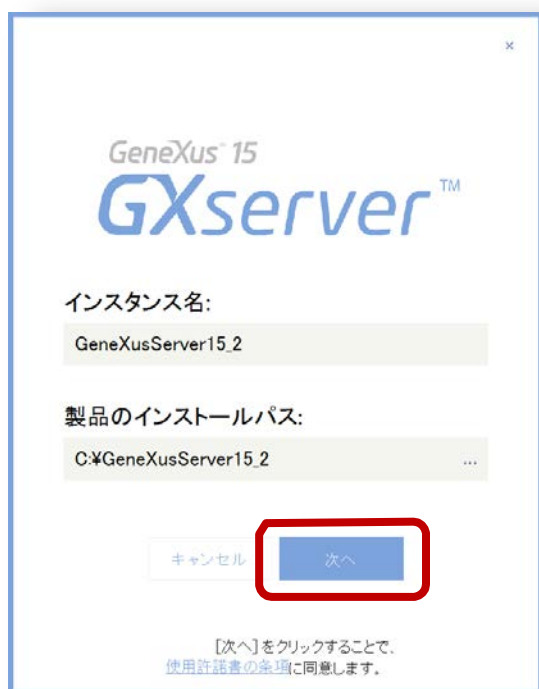 ×
GeneXus™ 15
GXserver™
インスタンス名:
GeneXusServer15_2
製品のインストールパス:
C:¥GeneXusServer15_2 ...
キャンセル 次へ
[次へ]をクリックすることで、
使用許諾書の条項に同意します。